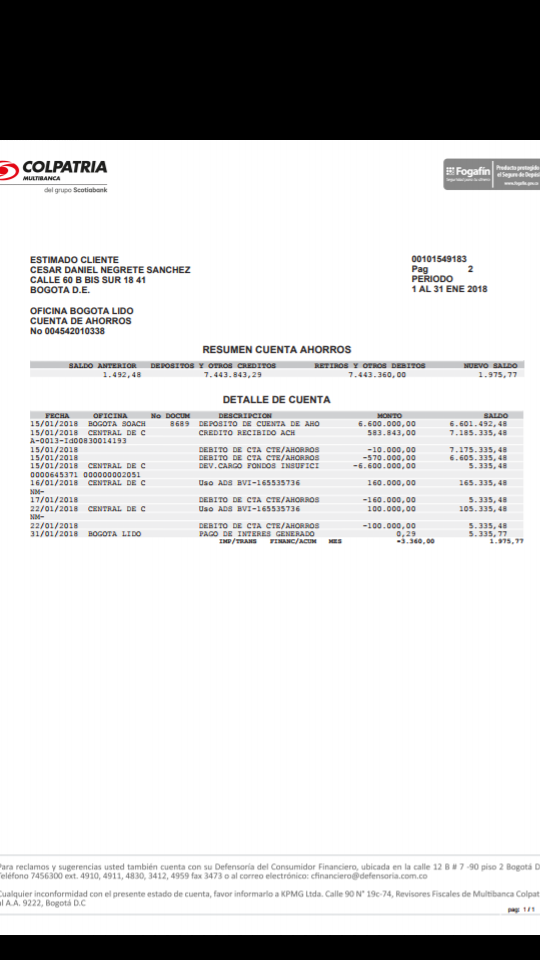 COLPATRIA
MULTIBANCA
del grupo Scotiabank
Fogafín
Producto protegido
el Seguro de Depós
www.fogafin.gov.co
ESTIMADO CLIENTE
CESAR DANIEL NEGRETE SANCHEZ
CALLE 60 B BIS SUR 18 41
BOGOTA D.E.
00101549183
Pag 2
PERIODO
1 AL 31 ENE 2018
OFICINA BOGOTA LIDO
CUENTA DE AHORROS
No 004542010338
RESUMEN CUENTA AHORROS
SALDO ANTERIOR DEPOSITOS Y OTROS CREDITOS RETIROS Y OTROS DEBITOS NUEVO SALDO
1.492,48 7.443.843,29 7.443.360,00 1.975,77
DETALLE DE CUENTA
FECHA OFICINA No DOCUM DESCRIPCION MONTO SALDO
15/01/2018 BOGOTA SOACH 8689 DEPOSITO DE CUENTA DE AHO 6.600.000,00 6.601.492,48
15/01/2018 CENTRAL DE C CREDITO RECIBIDO ACH 583.843,00 7.185.335,48
A-0013-Id00830014193
15/01/2018 DEBITO DE CTA CTE/AHORROS -10.000,00 7.175.335,48
15/01/2018 DEBITO DE CTA CTE/AHORROS -570.000,00 6.605.335,48
15/01/2018 CENTRAL DE C DEV.CARGO FONDOS INSUFICI -6.600.000,00 5.335,48
0000645371 000000002051
16/01/2018 CENTRAL DE C Uso ADS BVI-165535736 160.000,00 165.335,48
NM-
17/01/2018 DEBITO DE CTA CTE/AHORROS -160.000,00 5.335,48
22/01/2018 CENTRAL DE C Uso ADS BVI-165535736 100.000,00 105.335,48
NM-
22/01/2018 DEBITO DE CTA CTE/AHORROS -100.000,00 5.335,48
31/01/2018 BOGOTA LIDO PAGO DE INTERES GENERADO 0,29 5.335,77
IMP/TRANS FINANC/ACUM MES -3.360,00 1.975,77
Para reclamos y sugerencias usted también cuenta con su Defensoría del Consumidor Financiero, ubicada en la calle 12 B # 7 -90 piso 2 Bogotá D
Teléfono 7456300 ext. 4910, 4911, 4830, 3412, 4959 fax 3473 o al correo electrónico: cfinanciero@defensoria.com.co
Cualquier inconformidad con el presente estado de cuenta, favor informarlo a KPMG Ltda. Calle 90 N° 19c-74, Revisores Fiscales de Multibanca Colpat
al A.A. 9222, Bogotá D.C
pag: 1 / 1